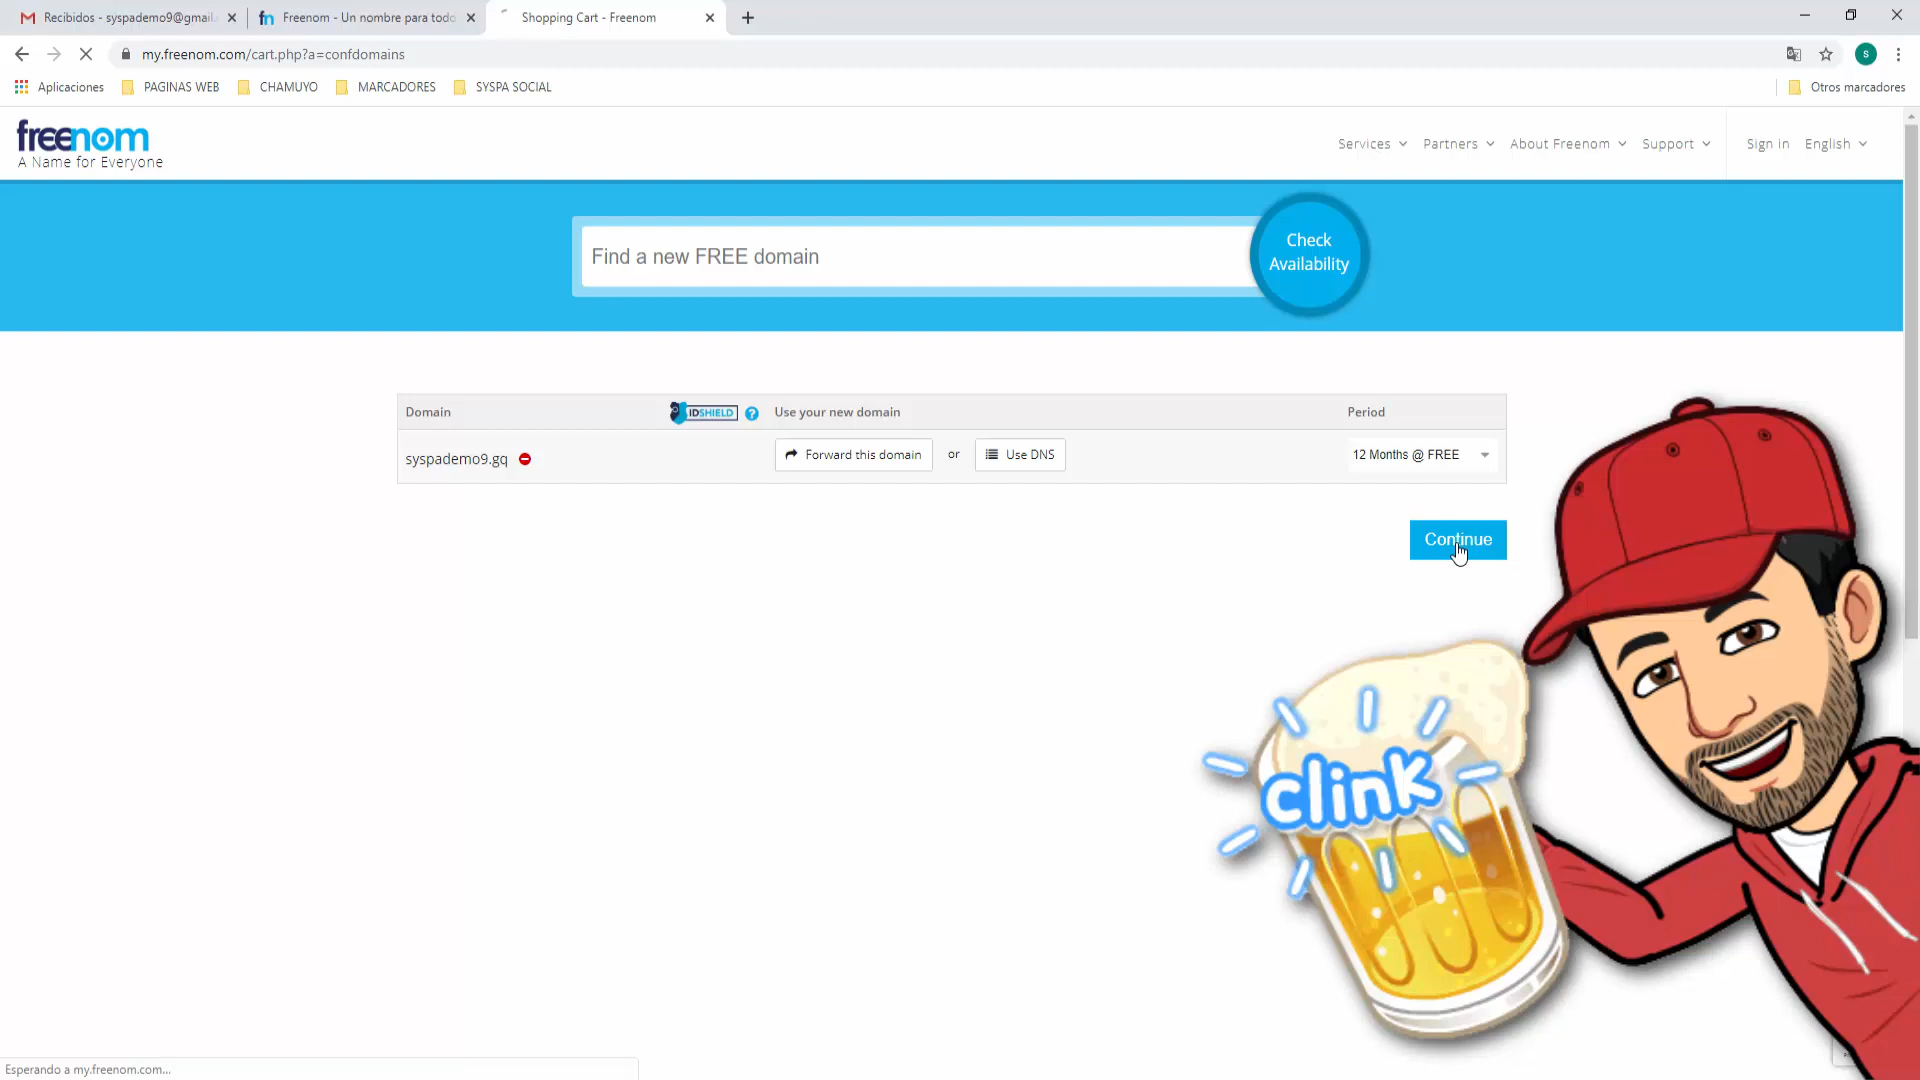 Recibidos - syspademo9@gmail.
Freenom - Un nombre para todo
Shopping Cart - Freenom
my.freenom.com/cart.php?a=confdomains
S
Aplicaciones
PAGINAS WEB
CHAMUYO
MARCADORES
SYSPA SOCIAL
Otros marcadores
freenom
A Name for Everyone
Services
Partners
About Freenom
Support
Sign in
English
Find a new FREE domain
Check
Availability
Domain
IDSHIELD ?
Use your new domain
Period
syspademo9.gq
Forward this domain
or
Use DNS
12 Months @ FREE
Continue
clink
Esperando a my.freenom.com...